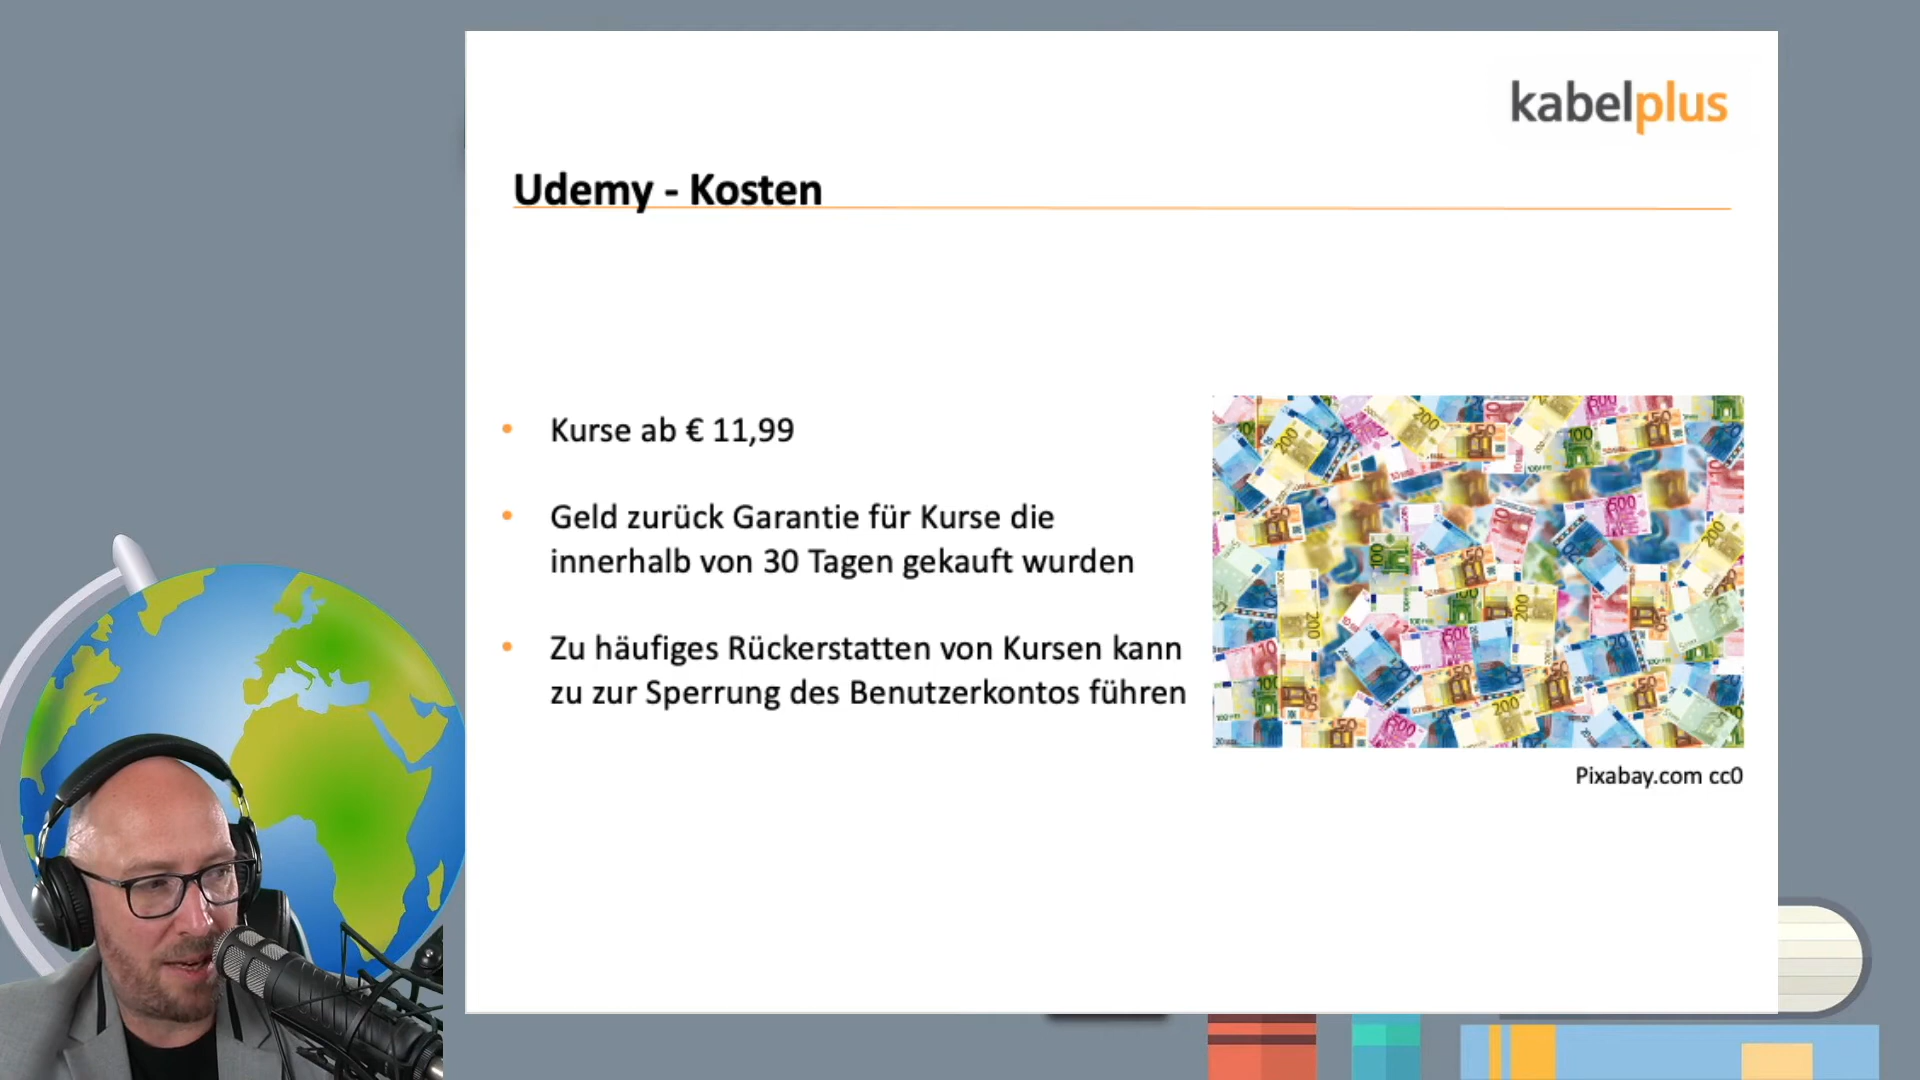 kabelplus
Udemy - Kosten
Kurse ab € 11,99
Geld zurück Garantie für Kurse die
innerhalb von 30 Tagen gekauft wurden
Zu häufiges Rückerstatten von Kursen kann
zu zur Sperrung des Benutzerkontos führen
Pixabay.com cc0